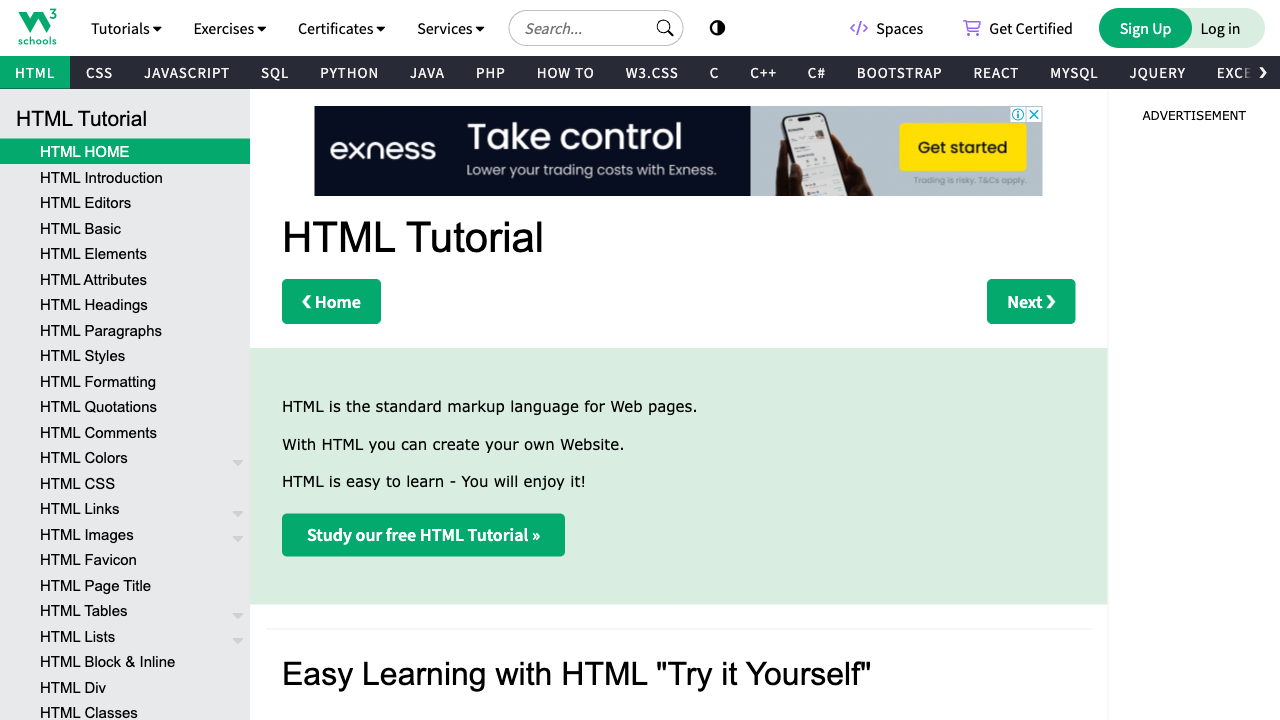 3
schools
Tutorials
Exercises
Certificates
Services
Search...
Spaces
Get Certified
Sign Up
Log in
HTML
CSS
JAVASCRIPT
SQL
PYTHON
JAVA
PHP
HOW TO
W3.CSS
C
C++
C#
BOOTSTRAP
REACT
MYSQL
JQUERY
EXCE
HTML Tutorial
HTML HOME
HTML Introduction
HTML Editors
HTML Basic
HTML Elements
HTML Attributes
HTML Headings
HTML Paragraphs
HTML Styles
HTML Formatting
HTML Quotations
HTML Comments
HTML Colors
HTML CSS
HTML Links
HTML Images
HTML Favicon
HTML Page Title
HTML Tables
HTML Lists
HTML Block & Inline
HTML Div
HTML Classes
exness
Take control
Lower your trading costs with Exness.
Get started
Trading is risky. T&Cs apply.
HTML Tutorial
❮ Home
Next ❯
HTML is the standard markup language for Web pages.
With HTML you can create your own Website.
HTML is easy to learn - You will enjoy it!
Study our free HTML Tutorial »
Easy Learning with HTML "Try it Yourself"
ADVERTISEMENT